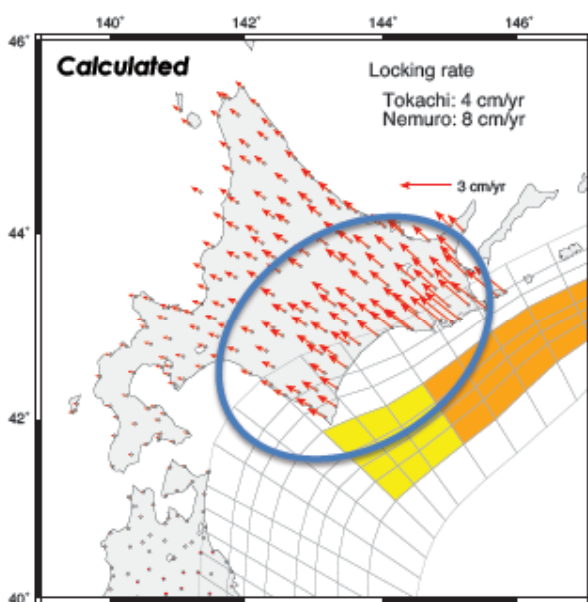 140° 142° 144° 146°
46°
Calculated
Locking rate
Tokachi: 4 cm/yr
Nemuro: 8 cm/yr
3 cm/yr
44°
42°
40°